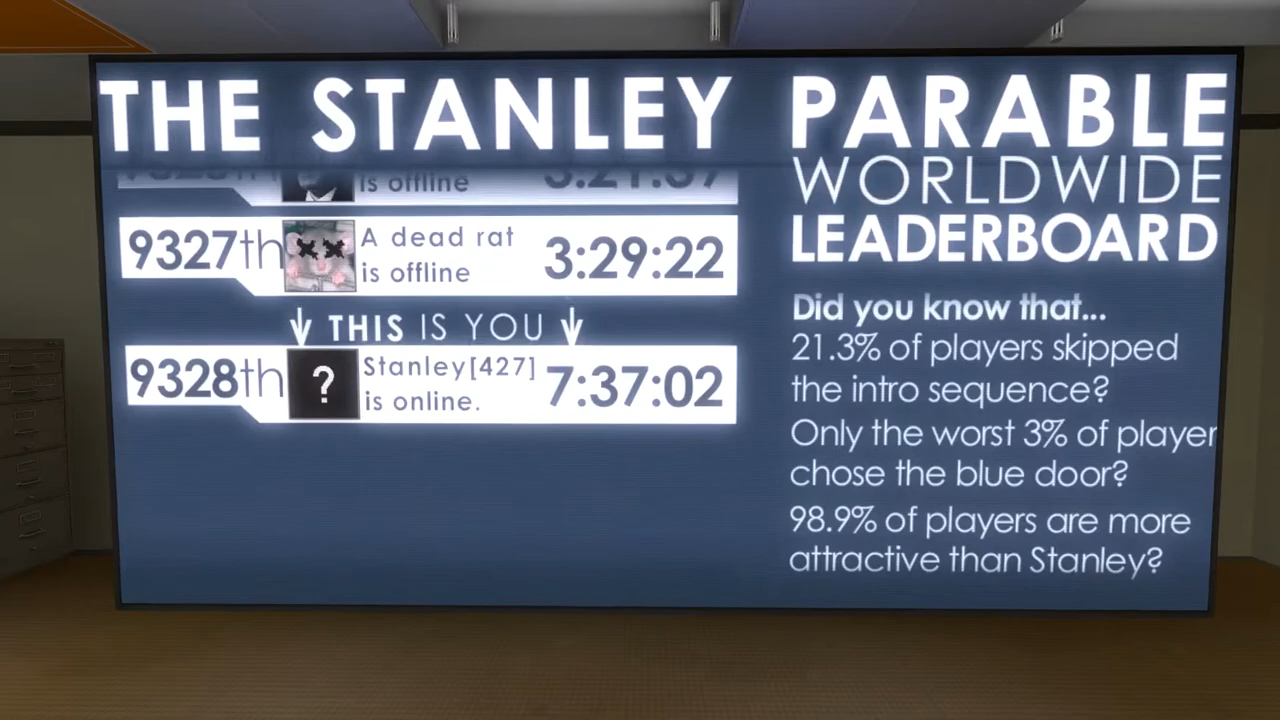 THE STANLEY PARABLE
WORLDWIDE
LEADERBOARD
is offline
9327th
A dead rat
is offline
3:29:22
THIS IS YOU
9328th
?
Stanley[427]
is online.
7:37:02
Did you know that...
21.3% of players skipped
the intro sequence?
Only the worst 3% of player
chose the blue door?
98.9% of players are more
attractive than Stanley?